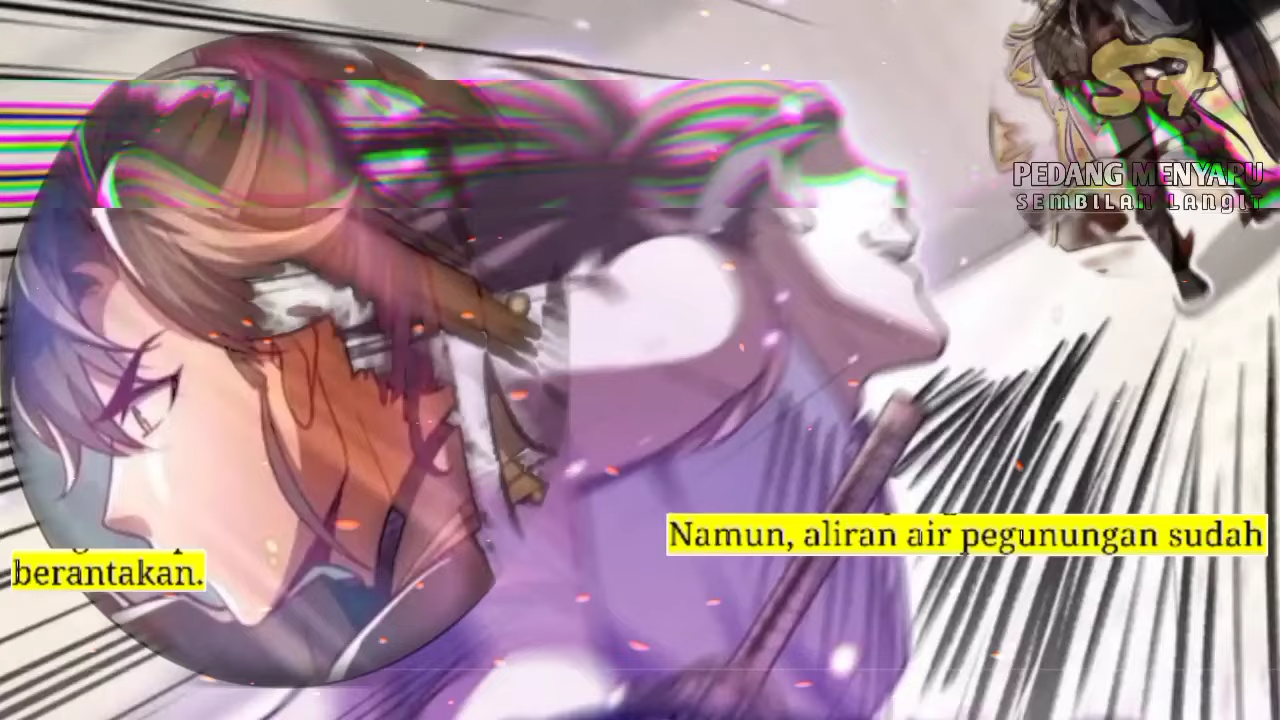 PEDANG MENYAPU
SEMBILAN LANGIT
Namun, aliran air pegunungan sudah
berantakan.